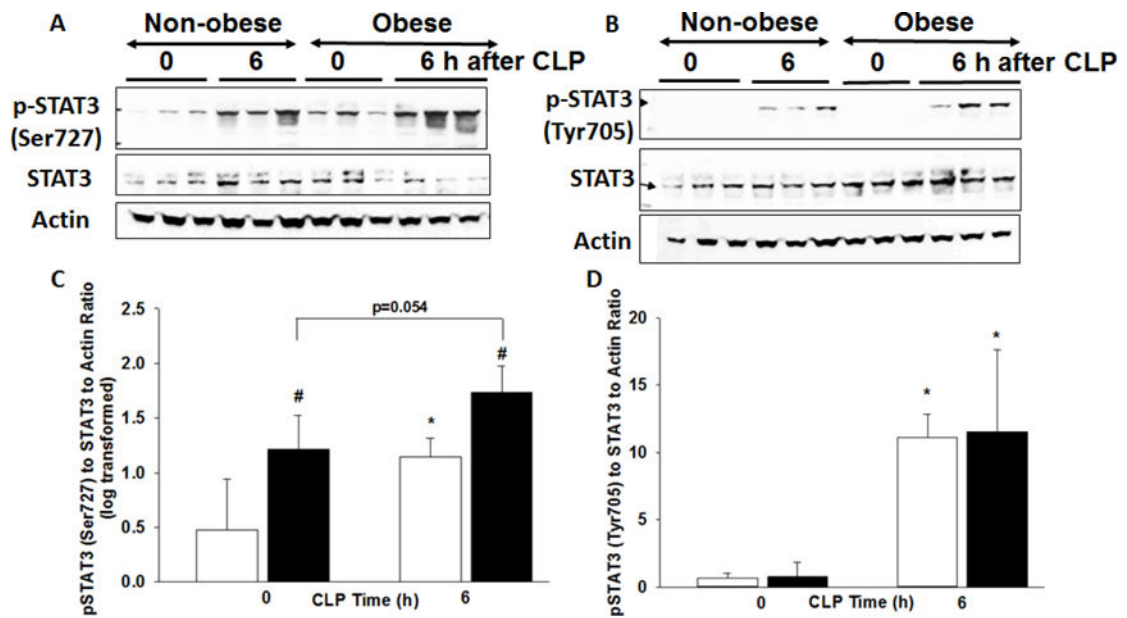 A
Non-obese Obese
0 6 0 6 h after CLP
p-STAT3
(Ser727)
STAT3
Actin
B
Non-obese Obese
0 6 0 6 h after CLP
p-STAT3
(Tyr705)
STAT3
Actin
C
pSTAT3 (Ser727) to STAT3 to Actin Ratio
(log transformed)
2.5
2.0
1.5
1.0
0.5
0.0
p=0.054
#
*
#
0 CLP Time (h) 6
D
pSTAT3 (Tyr705) to STAT3 to Actin Ratio
20
15
10
5
0
*
*
0 CLP Time (h) 6